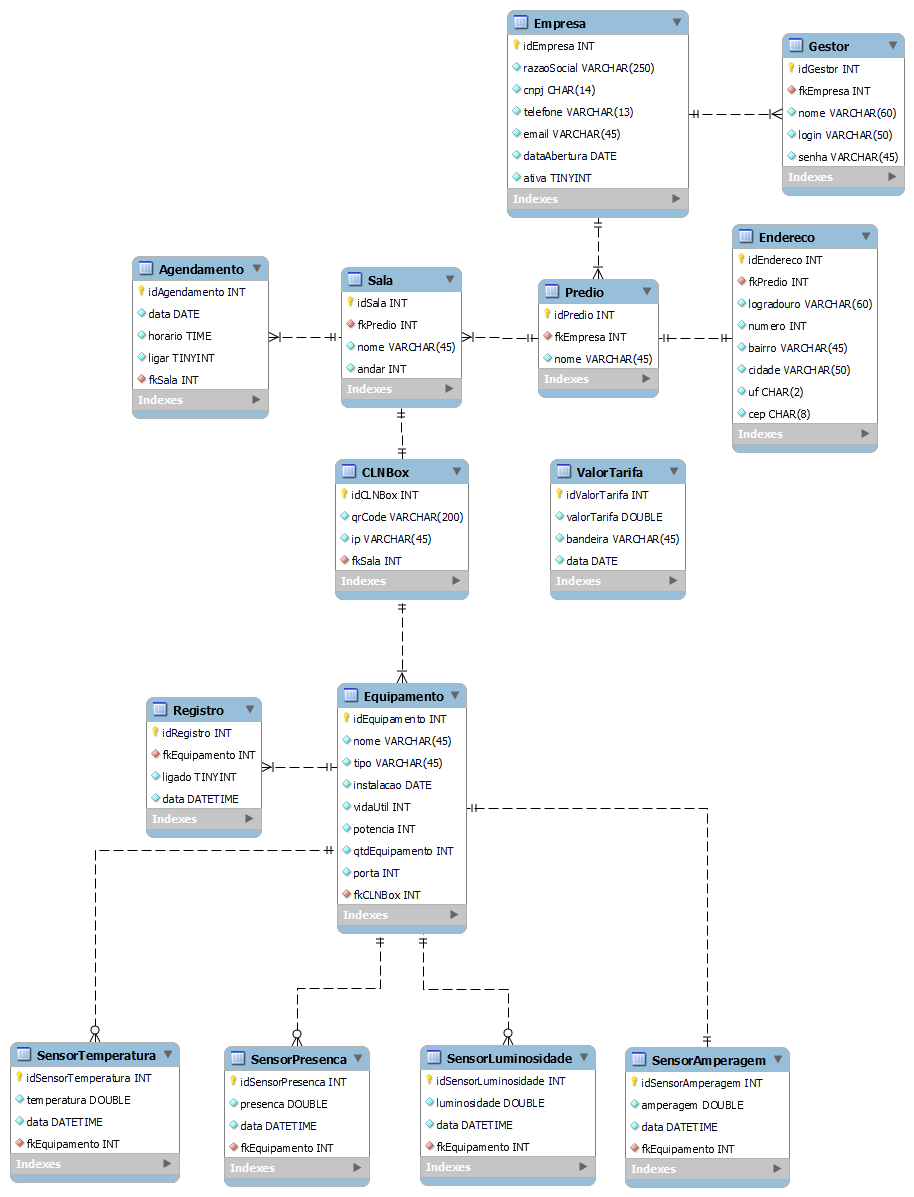 Empresa
idEmpresa INT
razaoSocial VARCHAR(250)
cnpj CHAR(14)
telefone VARCHAR(13)
email VARCHAR(45)
dataAbertura DATE
ativa TINYINT
Indexes
Gestor
idGestor INT
fkEmpresa INT
nome VARCHAR(60)
login VARCHAR(50)
senha VARCHAR(45)
Indexes
Endereco
idEndereco INT
fkPredio INT
logradouro VARCHAR(60)
numero INT
bairro VARCHAR(45)
cidade VARCHAR(50)
uf CHAR(2)
cep CHAR(8)
Indexes
Agendamento
idAgendamento INT
data DATE
horario TIME
ligar TINYINT
fkSala INT
Indexes
Sala
idSala INT
fkPredio INT
nome VARCHAR(45)
andar INT
Indexes
Predio
idPredio INT
fkEmpresa INT
nome VARCHAR(45)
Indexes
CLNBox
idCLNBox INT
qrCode VARCHAR(200)
ip VARCHAR(45)
fkSala INT
Indexes
ValorTarifa
idValorTarifa INT
valorTarifa DOUBLE
bandeira VARCHAR(45)
data DATE
Indexes
Registro
idRegistro INT
fkEquipamento INT
ligado TINYINT
data DATETIME
Indexes
Equipamento
idEquipamento INT
nome VARCHAR(45)
tipo VARCHAR(45)
instalacao DATE
vidaUtil INT
potencia INT
qtdEquipamento INT
porta INT
fkCLNBox INT
Indexes
SensorTemperatura
idSensorTemperatura INT
temperatura DOUBLE
data DATETIME
fkEquipamento INT
Indexes
SensorPresenca
idSensorPresenca INT
presenca DOUBLE
data DATETIME
fkEquipamento INT
Indexes
SensorLuminosidade
idSensorLuminosidade INT
luminosidade DOUBLE
data DATETIME
fkEquipamento INT
Indexes
SensorAmperagem
idSensorAmperagem INT
amperagem DOUBLE
data DATETIME
fkEquipamento INT
Indexes